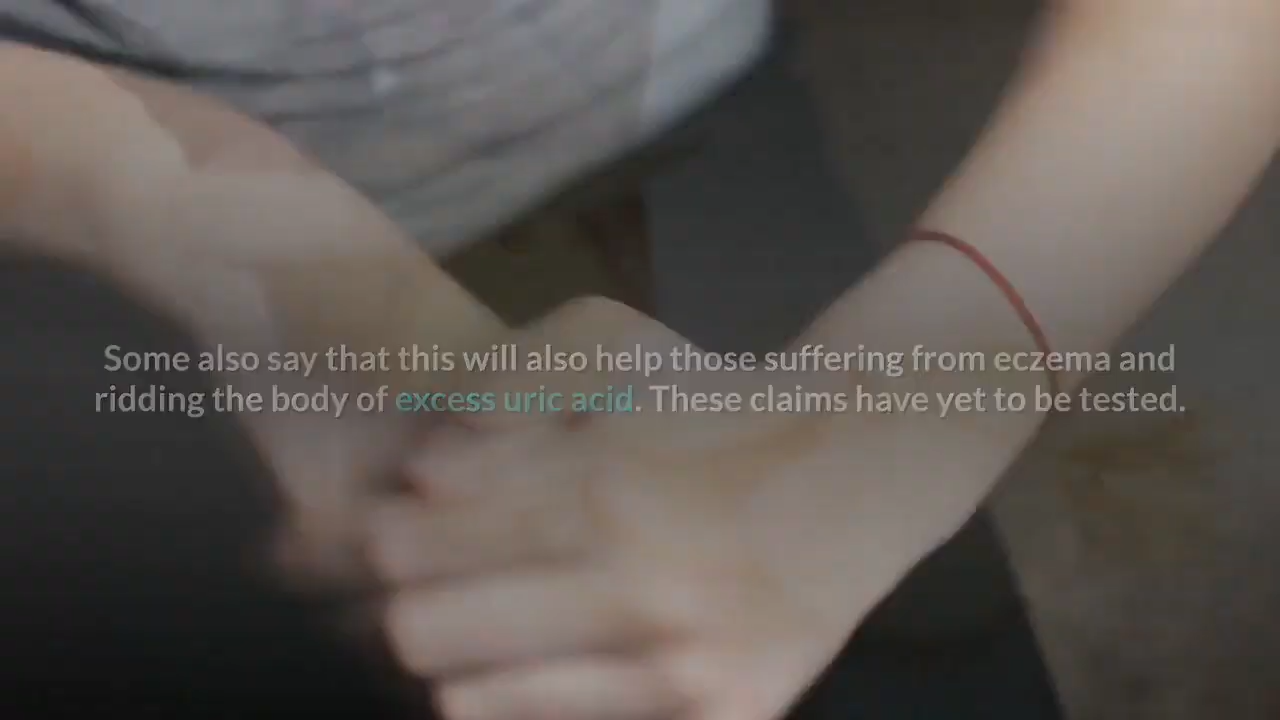 Some also say that this will also help those suffering from eczema and
ridding the body of excess uric acid. These claims have yet to be tested.